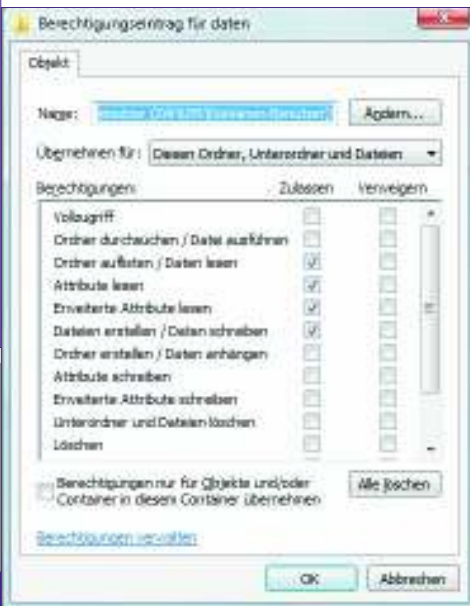 Berechtigungseintrag für daten
Objekt
Name:
Ändern...
Übernehmen für: Diesen Ordner, Unterordner und Dateien
Berechtigungen: Zulassen Verweigern
Vollzugriff
Ordner durchsuchen / Datei ausführen
Ordner auflisten / Daten lesen
Attribute lesen
Erweiterte Attribute lesen
Dateien erstellen / Daten schreiben
Ordner erstellen / Daten anhängen
Attribute schreiben
Erweiterte Attribute schreiben
Unterordner und Dateien löschen
Löschen
Berechtigungen nur für Objekte und/oder
Container in diesem Container übernehmen
Alle löschen
Berechtigungen verwalten
OK Abbrechen